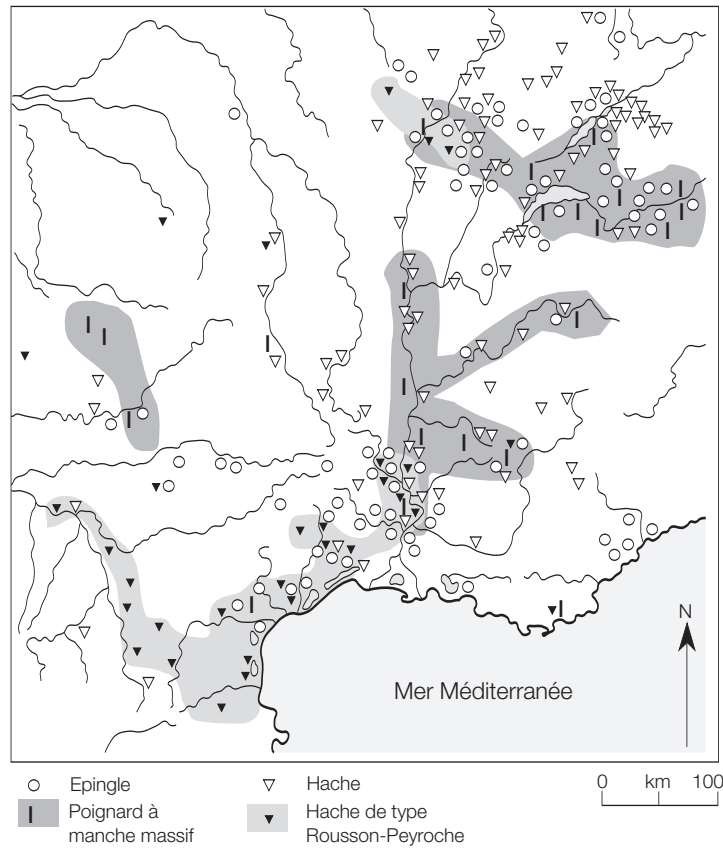 N
Mer Méditerranée
Epingle
Hache
0 km 100
Poignard à
manche massif
Hache de type
Rousson-Peyroche